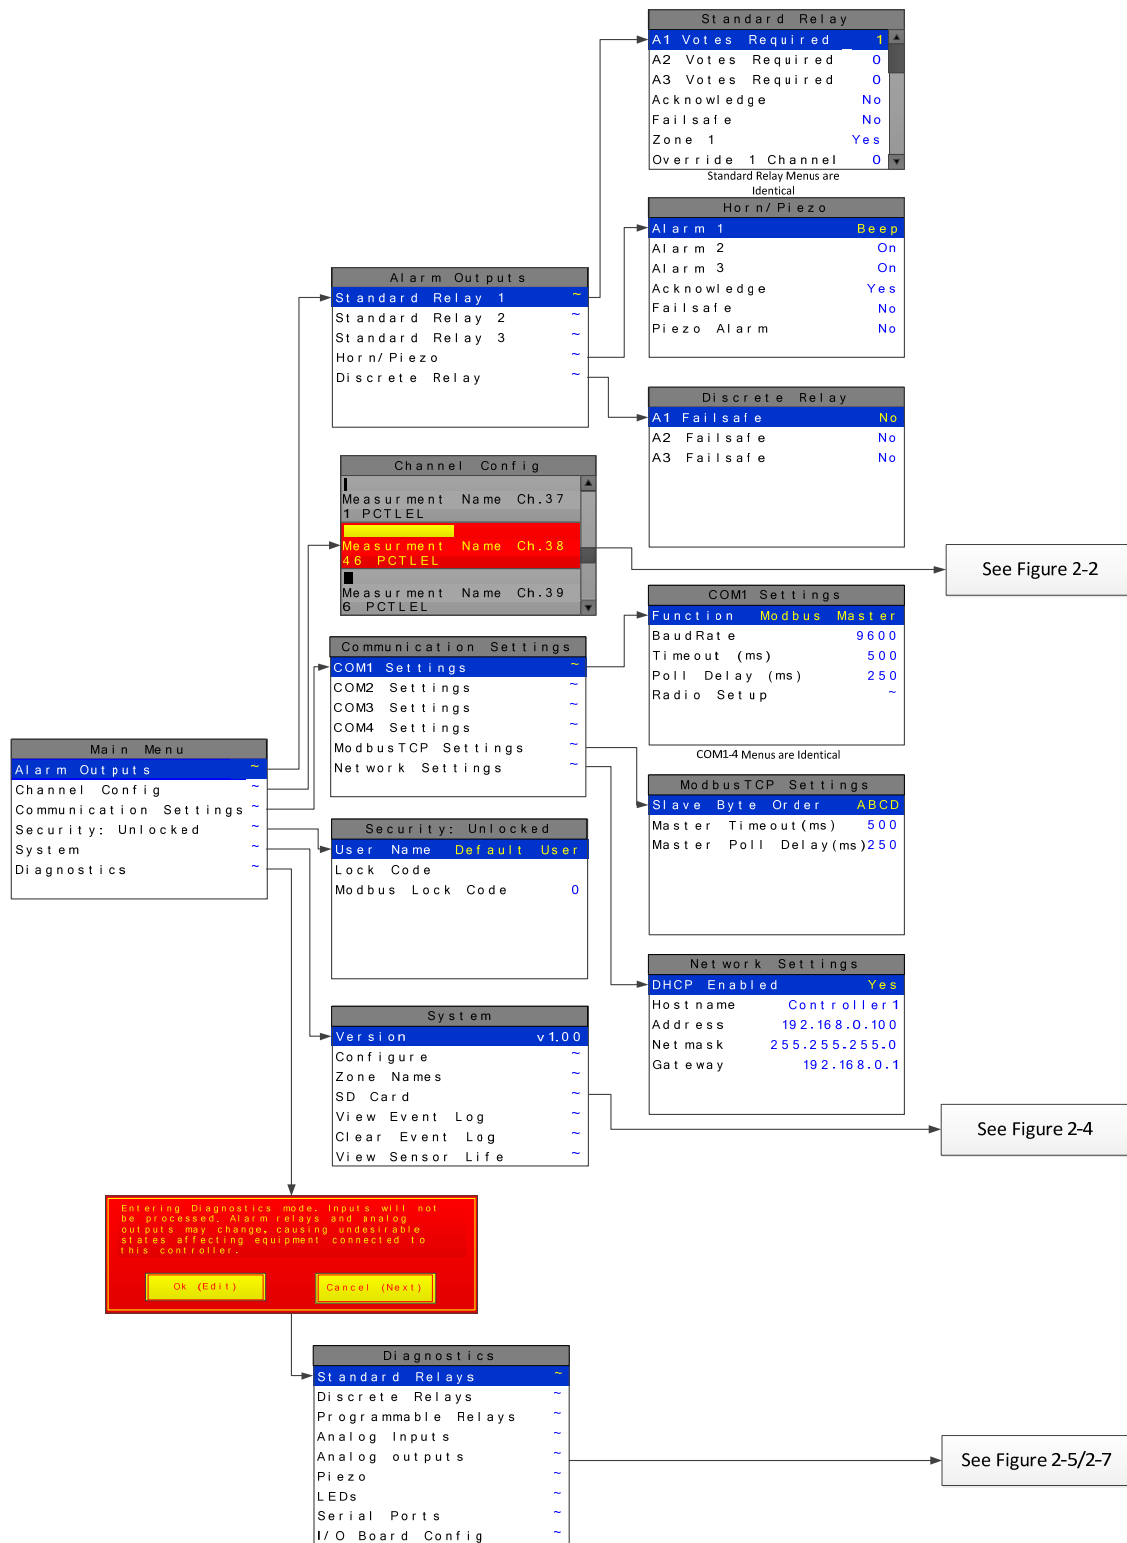 Standard Relay
A1 Votes Required 1
A2 Votes Required 0
A3 Votes Required 0
Acknowledge No
Failsafe No
Zone 1 Yes
Override 1 Channel 0
Standard Relay Menus are
Identical
Horn/Piezo
Alarm 1 Beep
Alarm 2 On
Alarm 3 On
Acknowledge Yes
Failsafe No
Piezo Alarm No
Alarm Outputs
Standard Relay 1 ~
Standard Relay 2 ~
Standard Relay 3 ~
Horn/Piezo ~
Discrete Relay ~
Discrete Relay
A1 Failsafe No
A2 Failsafe No
A3 Failsafe No
Channel Config
Measurment Name Ch.37
1 PCTLEL
Measurment Name Ch.38
46 PCTLEL
Measurment Name Ch.39
6 PCTLEL
See Figure 2-2
COM1 Settings
Function Modbus Master
BaudRate 9600
Timeout (ms) 500
Poll Delay (ms) 250
Radio Setup ~
COM1-4 Menus are Identical
Communication Settings
COM1 Settings ~
COM2 Settings ~
COM3 Settings ~
COM4 Settings ~
ModbusTCP Settings ~
Network Settings ~
Main Menu
Alarm Outputs ~
Channel Config ~
Communication Settings ~
Security: Unlocked ~
System ~
Diagnostics ~
ModbusTCP Settings
Slave Byte Order ABCD
Master Timeout(ms) 500
Master Poll Delay(ms) 250
Security: Unlocked
User Name Default User
Lock Code
Modbus Lock Code 0
Network Settings
DHCP Enabled Yes
Hostname Controller1
Address 192.168.0.100
Netmask 255.255.255.0
Gateway 192.168.0.1
System
Version v1.00
Configure ~
Zone Names ~
SD Card ~
View Event Log ~
Clear Event Log ~
View Sensor Life ~
See Figure 2-4
Entering Diagnostics mode. Inputs will not
be processed. Alarm relays and analog
outputs may change, causing undesirable
states affecting equipment connected to
this controller.
Ok (Edit)
Cancel (Next)
Diagnostics
Standard Relays ~
Discrete Relays ~
Programmable Relays ~
Analog Inputs ~
Analog outputs ~
Piezo ~
LEDs ~
Serial Ports ~
I/O Board Config ~
See Figure 2-5/2-7